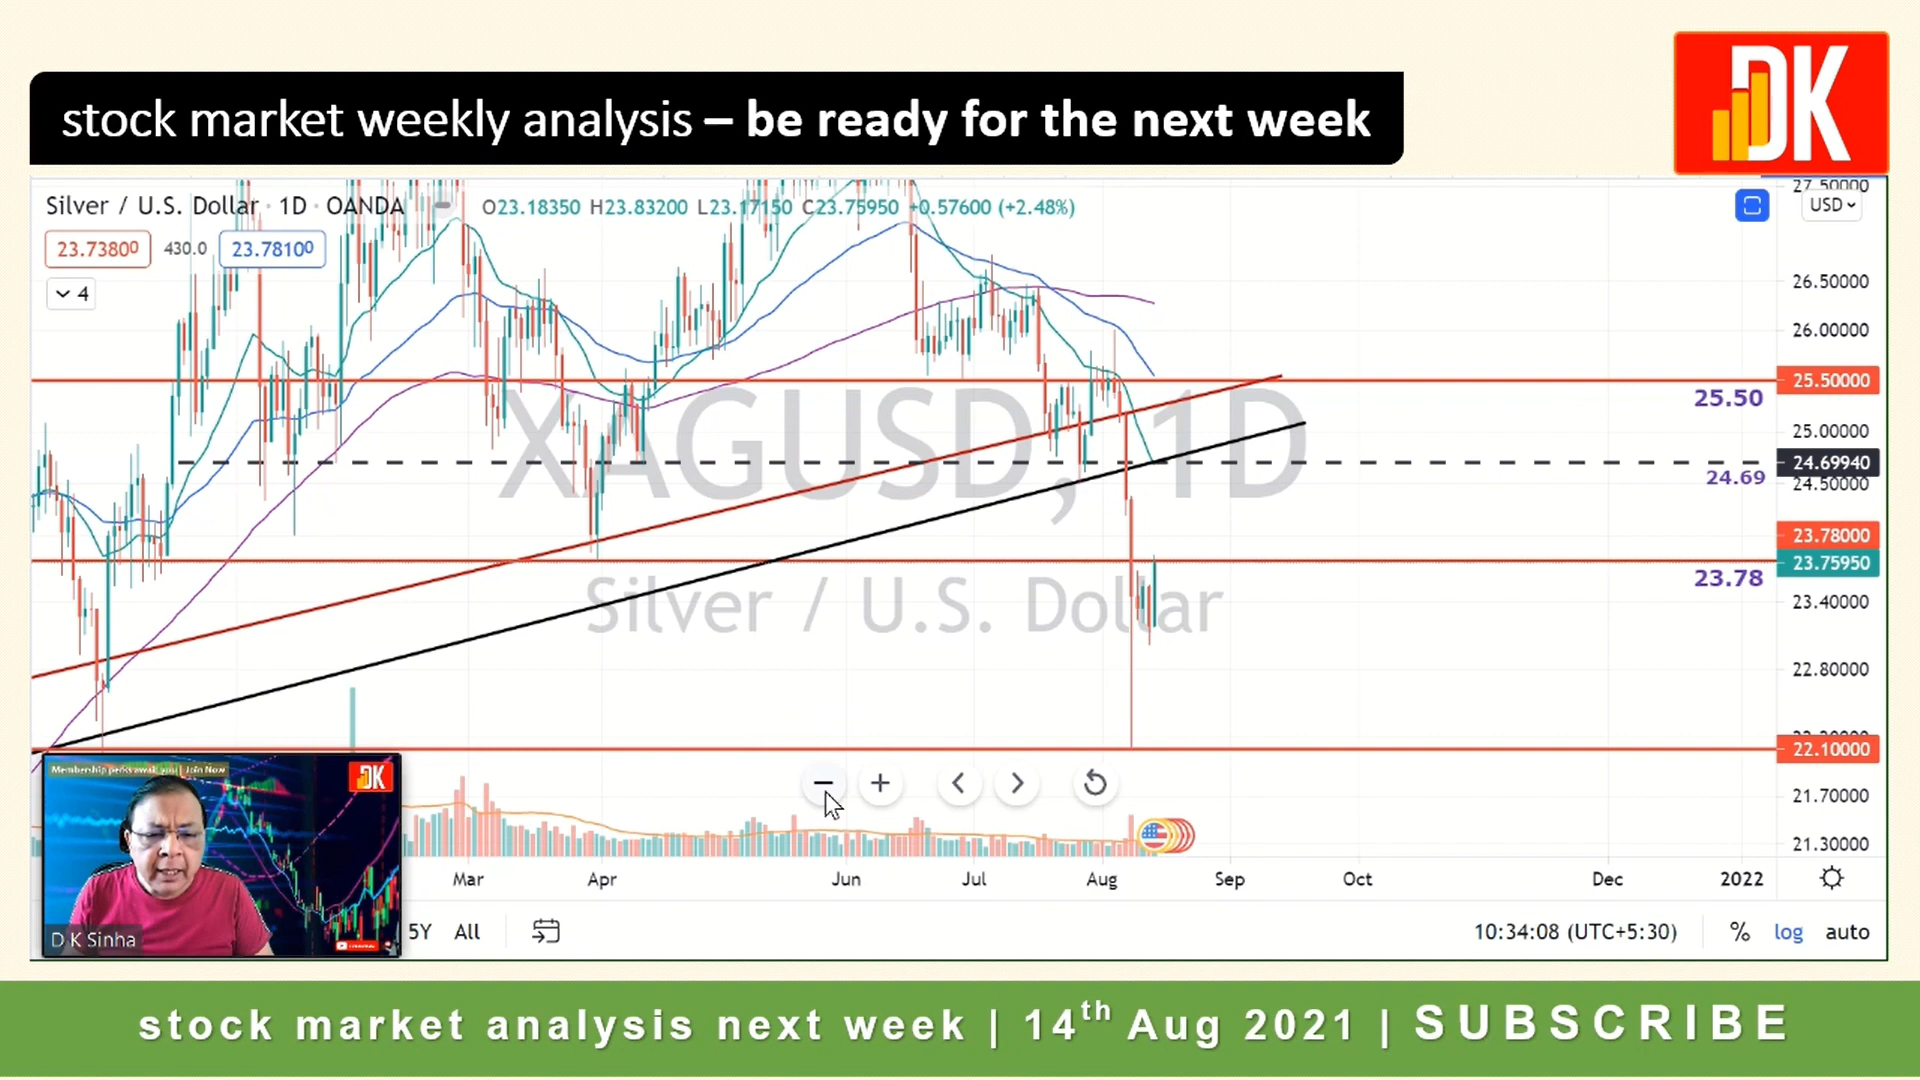 stock market weekly analysis – be ready for the next week
DK
Silver / U.S. Dollar · 1D · OANDA
O23.18350 H23.83200 L23.17150 C23.75950 +0.57600 (+2.48%)
23.73800
430.0
23.78100
4
USD
27.50000
26.50000
26.00000
25.50000
25.50
25.00000
24.69940
24.69
24.50000
23.78000
23.75950
23.78
23.40000
22.80000
22.10000
21.70000
21.30000
XAGUSD, 1D
Silver / U.S. Dollar
Mar Apr Jun Jul Aug Sep Oct Dec 2022
5Y All
10:34:08 (UTC+5:30)
% log auto
DK
D K Sinha
stock market analysis next week | 14th Aug 2021 | SUBSCRIBE